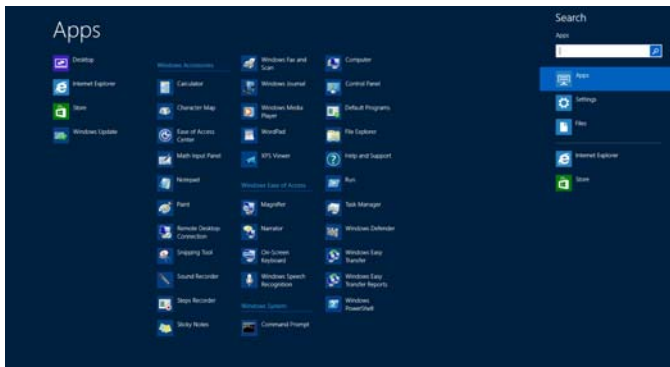 Apps
Desktop
Internet Explorer
Store
Windows Update
Windows Accessories
Calculator
Character Map
Ease of Access
Center
Math Input Panel
Notepad
Paint
Remote Desktop
Connection
Snipping Tool
Sound Recorder
Steps Recorder
Sticky Notes
Windows Fax and
Scan
Windows Journal
Windows Media
Player
WordPad
XPS Viewer
Windows Ease of Access
Magnifier
Narrator
On-Screen
Keyboard
Windows Speech
Recognition
Windows System
Command Prompt
Computer
Control Panel
Default Programs
File Explorer
Help and Support
Run
Task Manager
Windows Defender
Windows Easy
Transfer
Windows Easy
Transfer Reports
Windows
PowerShell
Search
Apps
Apps
Settings
Files
Internet Explorer
Store